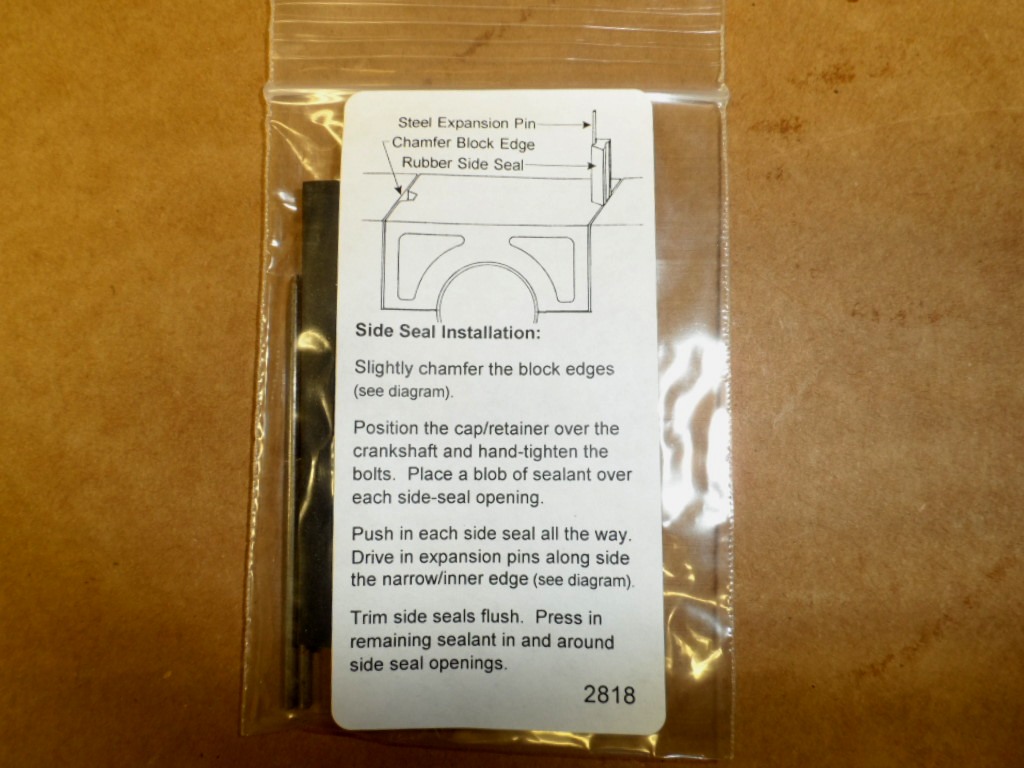 Steel Expansion Pin
Chamfer Block Edge
Rubber Side Seal
Side Seal Installation:
Slightly chamfer the block edges
(see diagram).
Position the cap/retainer over the
crankshaft and hand-tighten the
bolts. Place a blob of sealant over
each side-seal opening.
Push in each side seal all the way.
Drive in expansion pins along side
the narrow/inner edge (see diagram).
Trim side seals flush. Press in
remaining sealant in and around
side seal openings.
2818